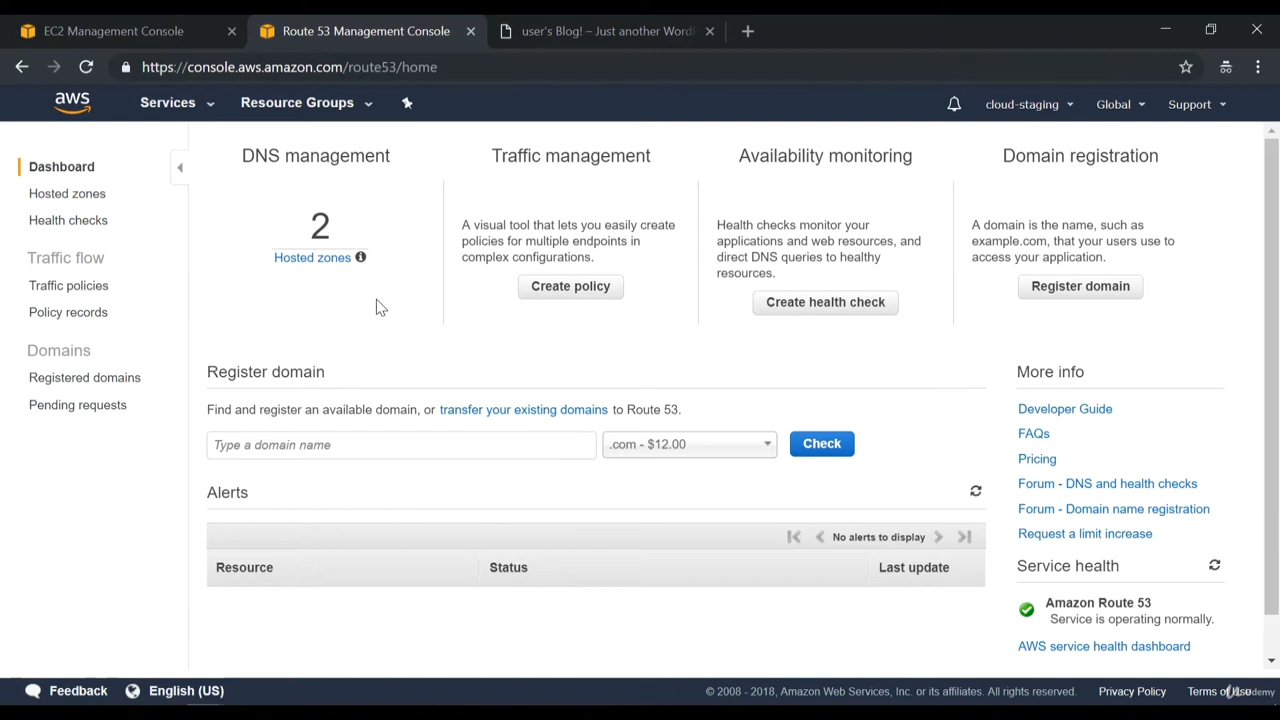 EC2 Management Console
Route 53 Management Console
user's Blog! – Just another Word
https://console.aws.amazon.com/route53/home
aws
Services
Resource Groups
cloud-staging
Global
Support
Dashboard
Hosted zones
Health checks
Traffic flow
Traffic policies
Policy records
Domains
Registered domains
Pending requests
DNS management
2
Hosted zones
Traffic management
A visual tool that lets you easily create
policies for multiple endpoints in
complex configurations.
Create policy
Availability monitoring
Health checks monitor your
applications and web resources, and
direct DNS queries to healthy
resources.
Create health check
Domain registration
A domain is the name, such as
example.com, that your users use to
access your application.
Register domain
Register domain
Find and register an available domain, or transfer your existing domains to Route 53.
Type a domain name
.com - $12.00
Check
Alerts
No alerts to display
Resource
Status
Last update
More info
Developer Guide
FAQs
Pricing
Forum - DNS and health checks
Forum - Domain name registration
Request a limit increase
Service health
Amazon Route 53
Service is operating normally.
AWS service health dashboard
Feedback
English (US)
© 2008 - 2018, Amazon Web Services, Inc. or its affiliates. All rights reserved.
Privacy Policy
Terms of Use